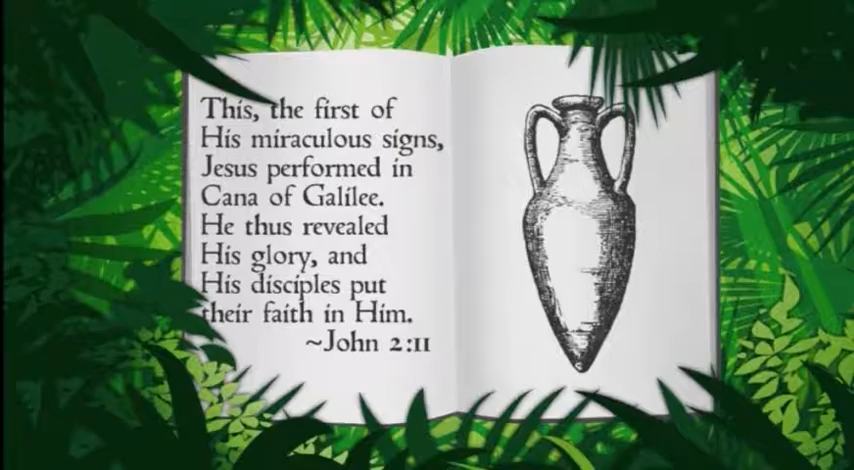 This, the first of
His miraculous signs,
Jesus performed in
Cana of Galilee.
He thus revealed
His glory, and
His disciples put
their faith in Him.
~John 2:11